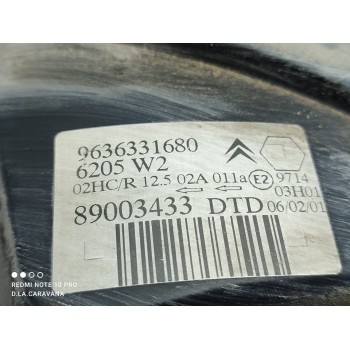 9636331680
6205 W2
02HC/R 12.5 02A 011a E2 9714
03H01
89003433 DTD 06/02/01
L
REDMI NOTE 10 PRO
D.LA.CARAVANA